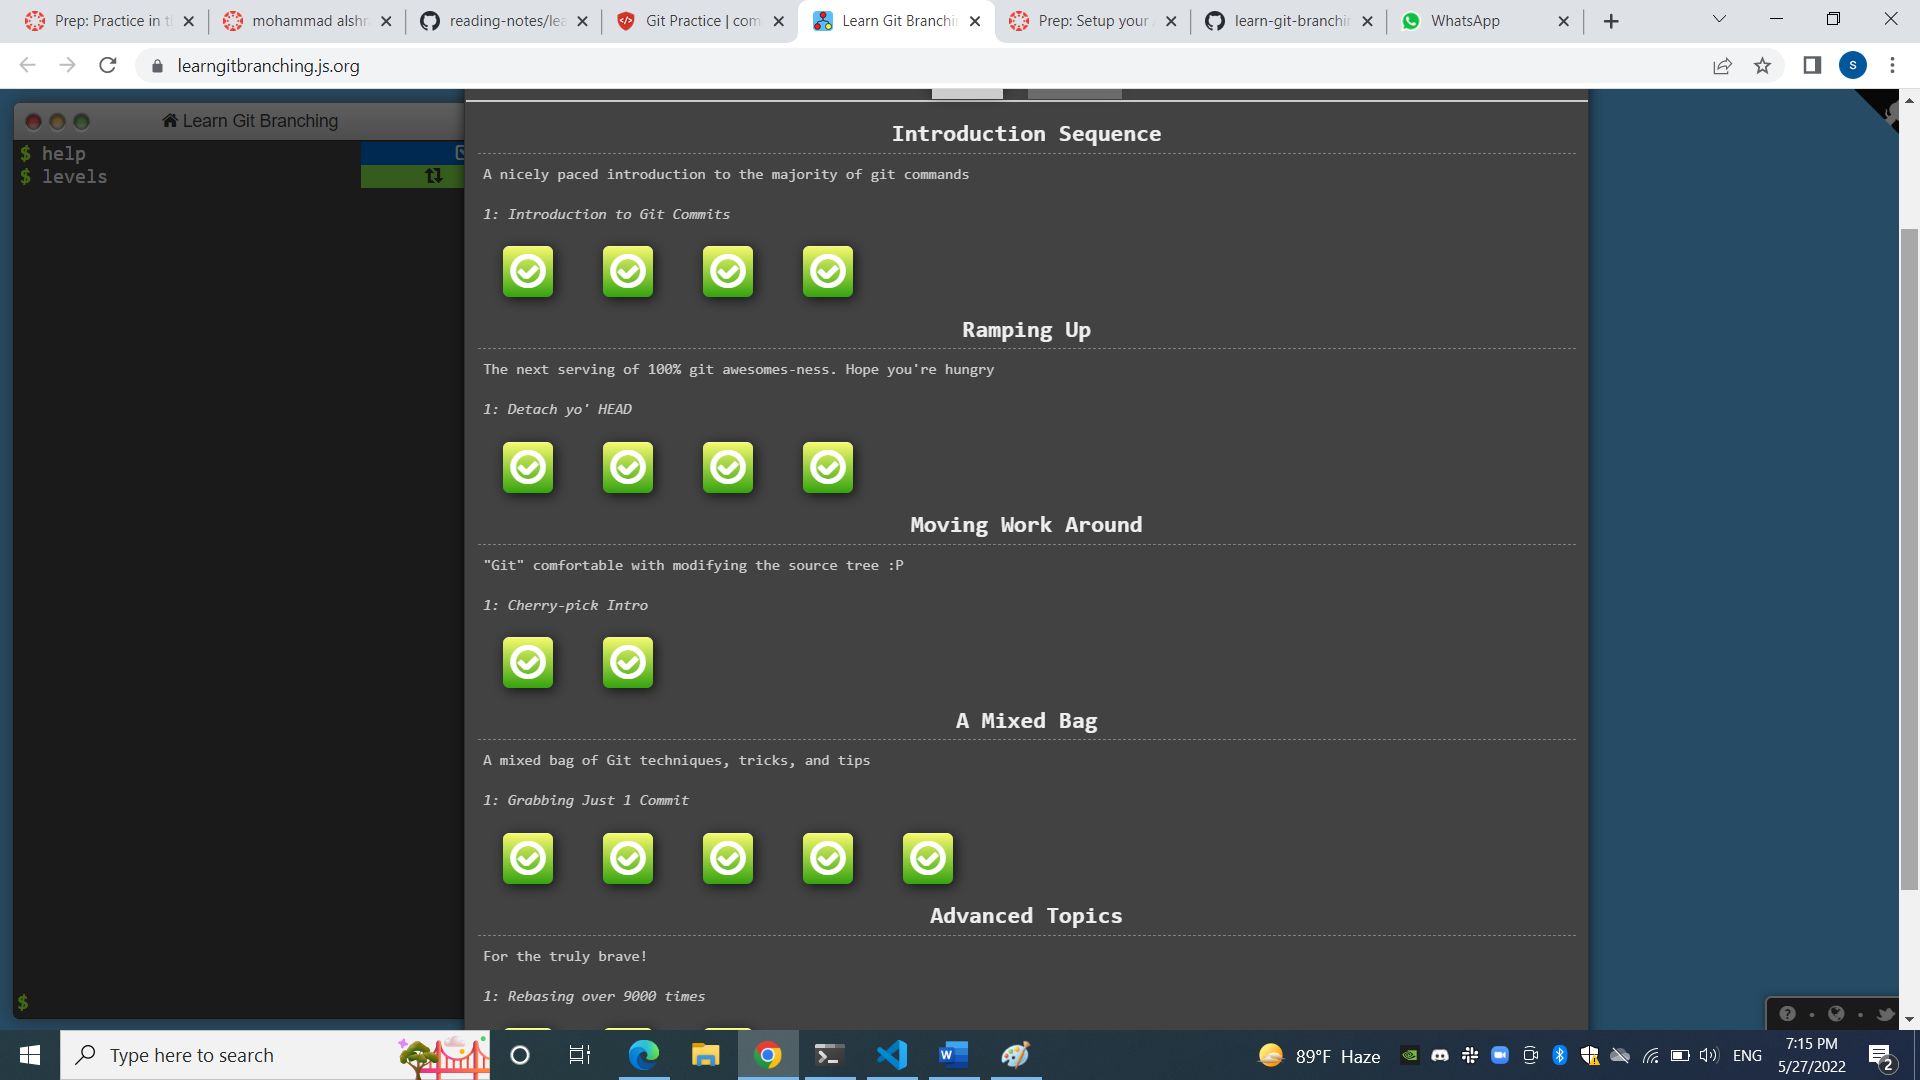 Prep: Practice in t
mohammad alshr
reading-notes/lea
Git Practice | com
Learn Git Branchi
Prep: Setup your
learn-git-branchin
WhatsApp
learngitbranching.js.org
S
Learn Git Branching
$ help
$ levels
$
Introduction Sequence
A nicely paced introduction to the majority of git commands
1: Introduction to Git Commits
Ramping Up
The next serving of 100% git awesomes-ness. Hope you're hungry
1: Detach yo' HEAD
Moving Work Around
"Git" comfortable with modifying the source tree :P
1: Cherry-pick Intro
A Mixed Bag
A mixed bag of Git techniques, tricks, and tips
1: Grabbing Just 1 Commit
Advanced Topics
For the truly brave!
1: Rebasing over 9000 times
Type here to search
89°F Haze
ENG
7:15 PM
5/27/2022
2